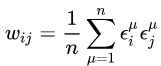 w_{ij} = \frac{1}{n} \sum_{\mu=1}^{n} \epsilon_i^{\mu} \epsilon_j^{\mu}